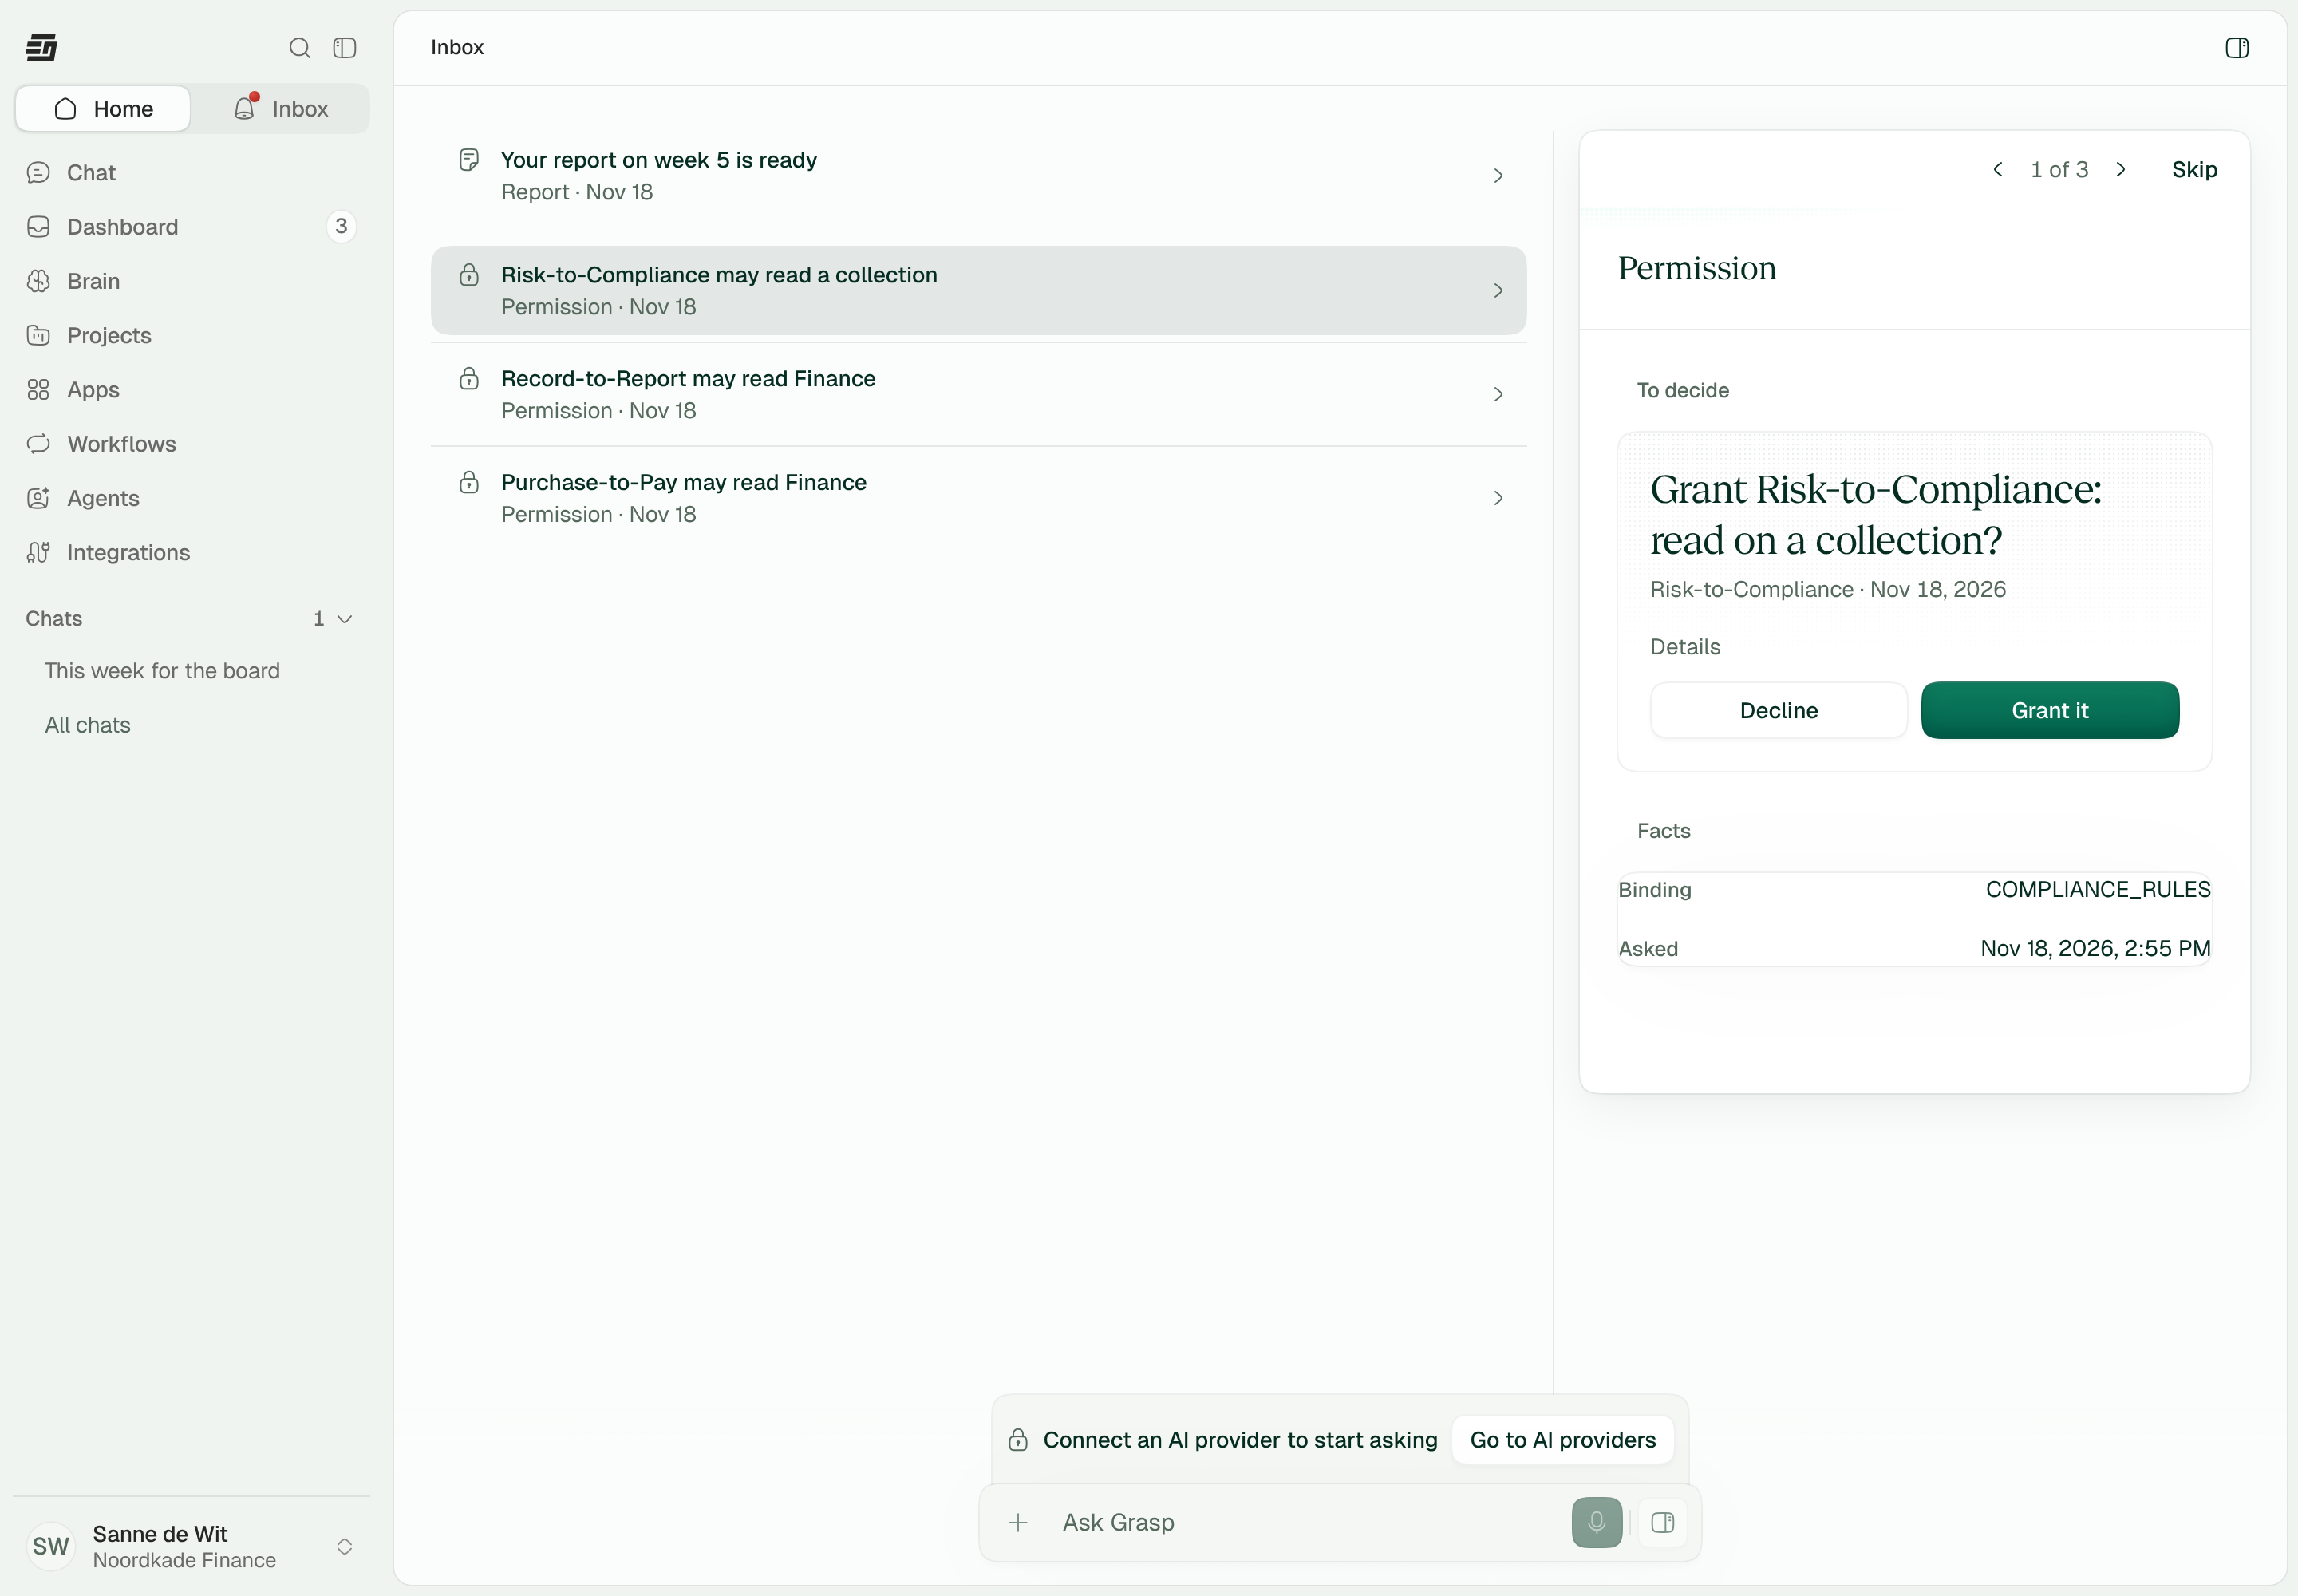 Home
Inbox
Chat
Dashboard
3
Brain
Projects
Apps
Workflows
Agents
Integrations
Chats
1
This week for the board
All chats
SW
Sanne de Wit
Noordkade Finance
Inbox
Your report on week 5 is ready
Report · Nov 18
Risk-to-Compliance may read a collection
Permission · Nov 18
Record-to-Report may read Finance
Permission · Nov 18
Purchase-to-Pay may read Finance
Permission · Nov 18
1 of 3
Skip
Permission
To decide
Grant Risk-to-Compliance:
read on a collection?
Risk-to-Compliance · Nov 18, 2026
Details
Decline
Grant it
Facts
Binding
COMPLIANCE_RULES
Asked
Nov 18, 2026, 2:55 PM
Connect an AI provider to start asking
Go to AI providers
Ask Grasp